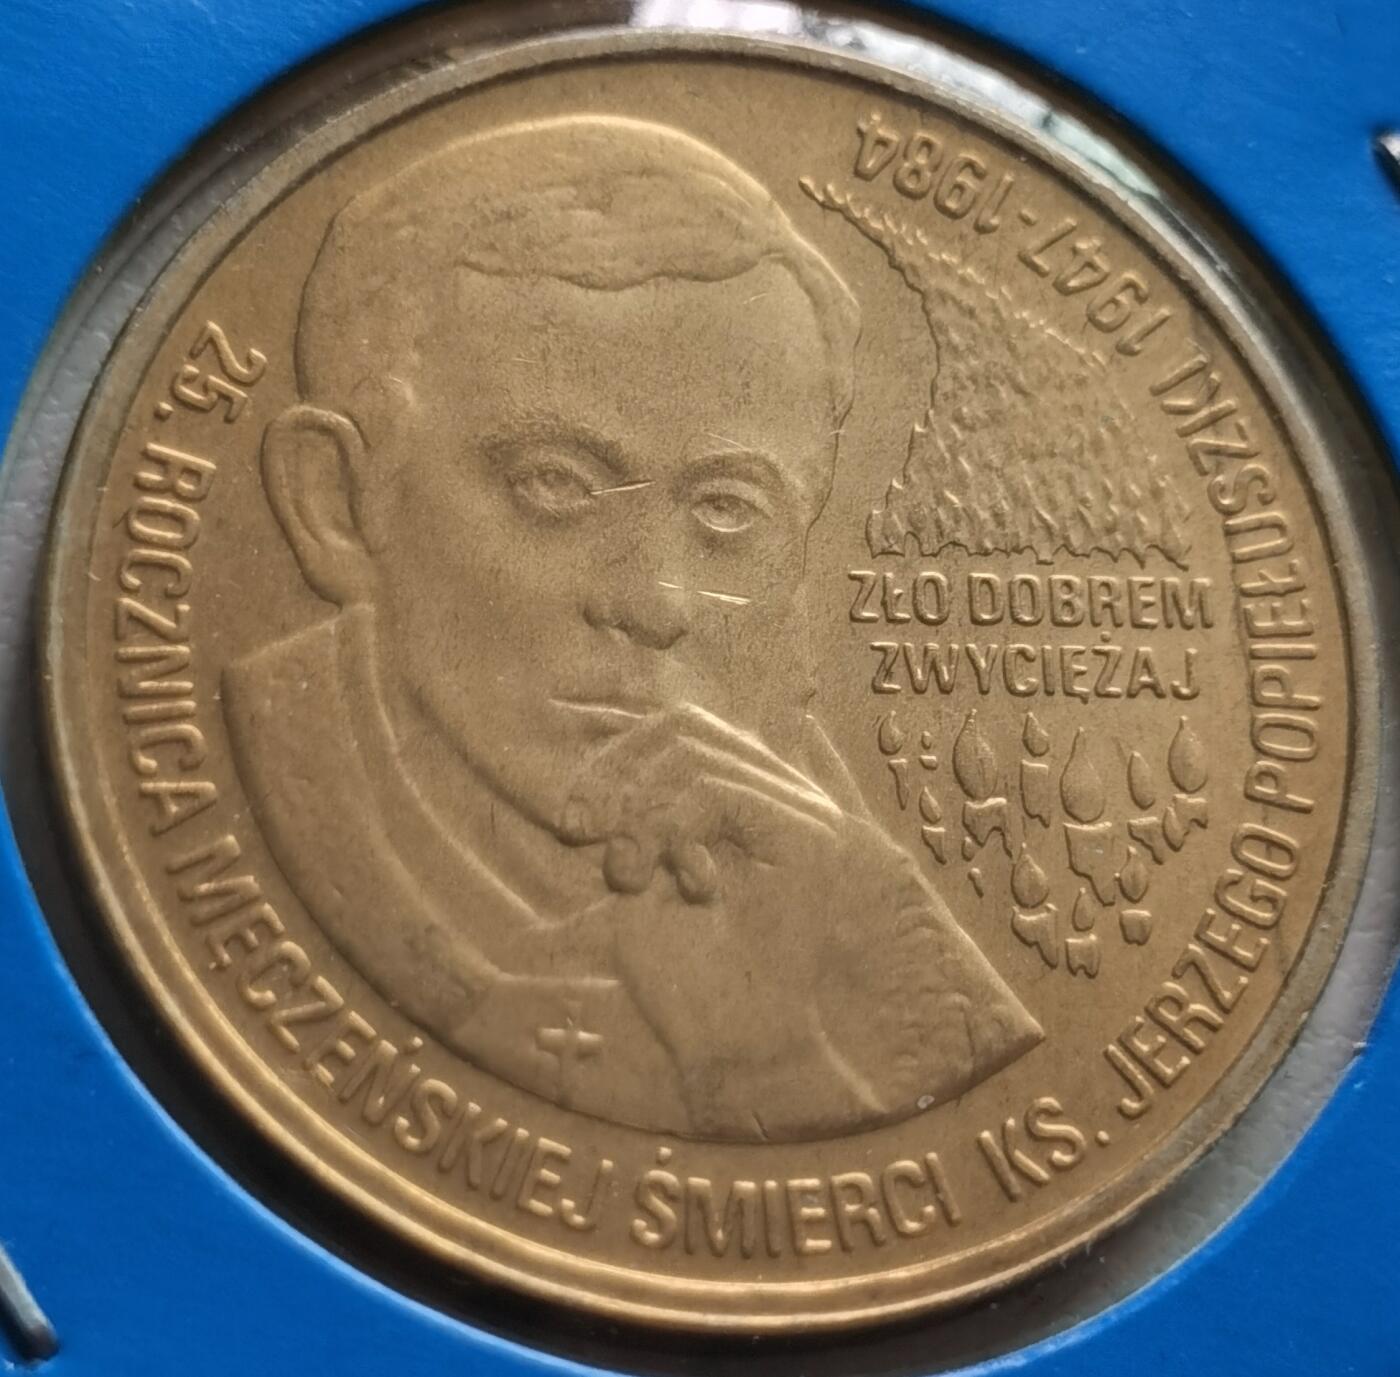 25. ROCZNICA MĘCZEŃSKIEJ ŚMIERCI KS. JERZEGO POPIEŁUSZKI 1947-1984
ZŁO DOBREM
ZWYCIĘŻAJ